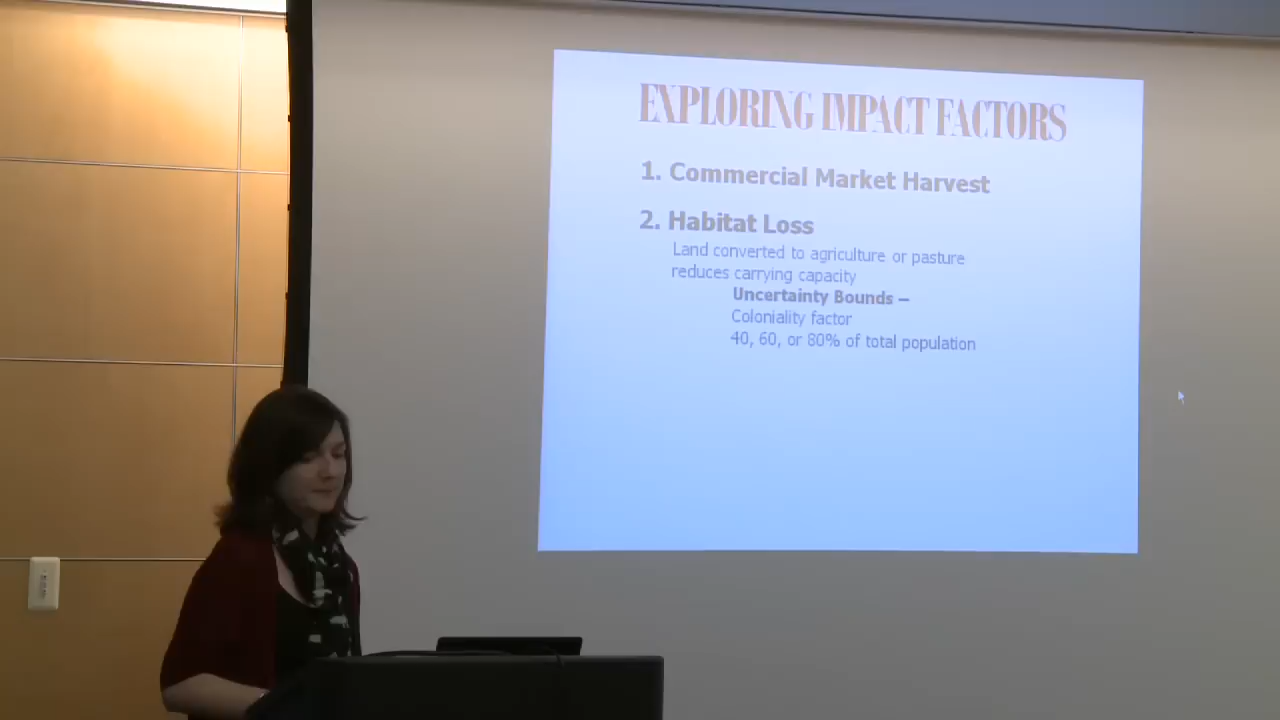 EXPLORING IMPACT FACTORS
1. Commercial Market Harvest
2. Habitat Loss
Land converted to agriculture or pasture
reduces carrying capacity
Uncertainty Bounds –
Coloniality factor
40, 60, or 80% of total population